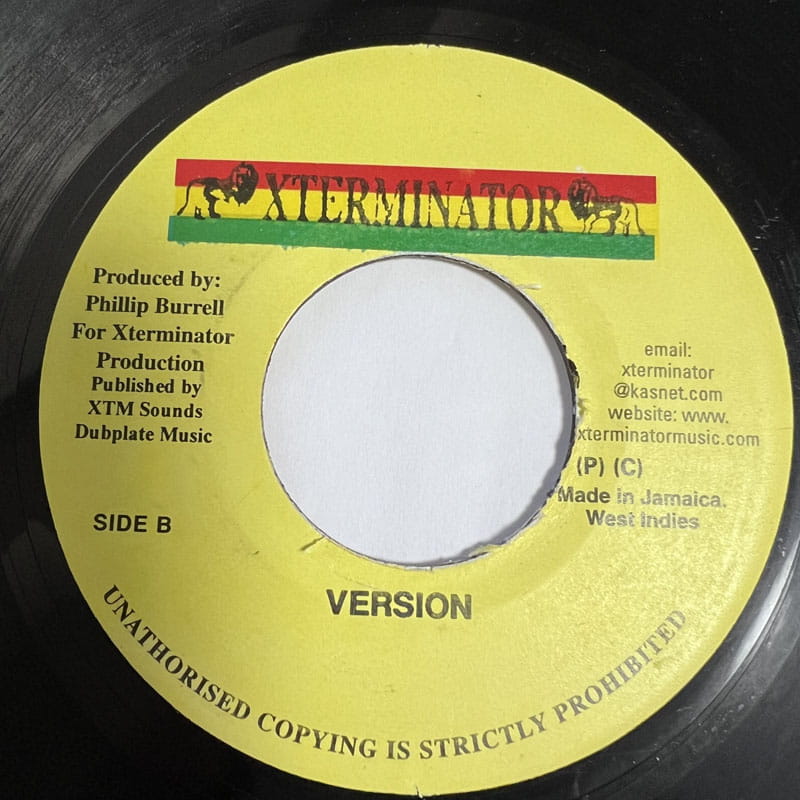 XTERMINATOR
Produced by:
Phillip Burrell
For Xterminator
Production
Published by
XTM Sounds
Dubplate Music
SIDE B
email:
xterminator
@kasnet.com
website: www.
xterminatormusic.com
(P) (C)
Made in Jamaica.
West Indies
VERSION
UNATHORISED COPYING IS STRICTLY PROHIBITED